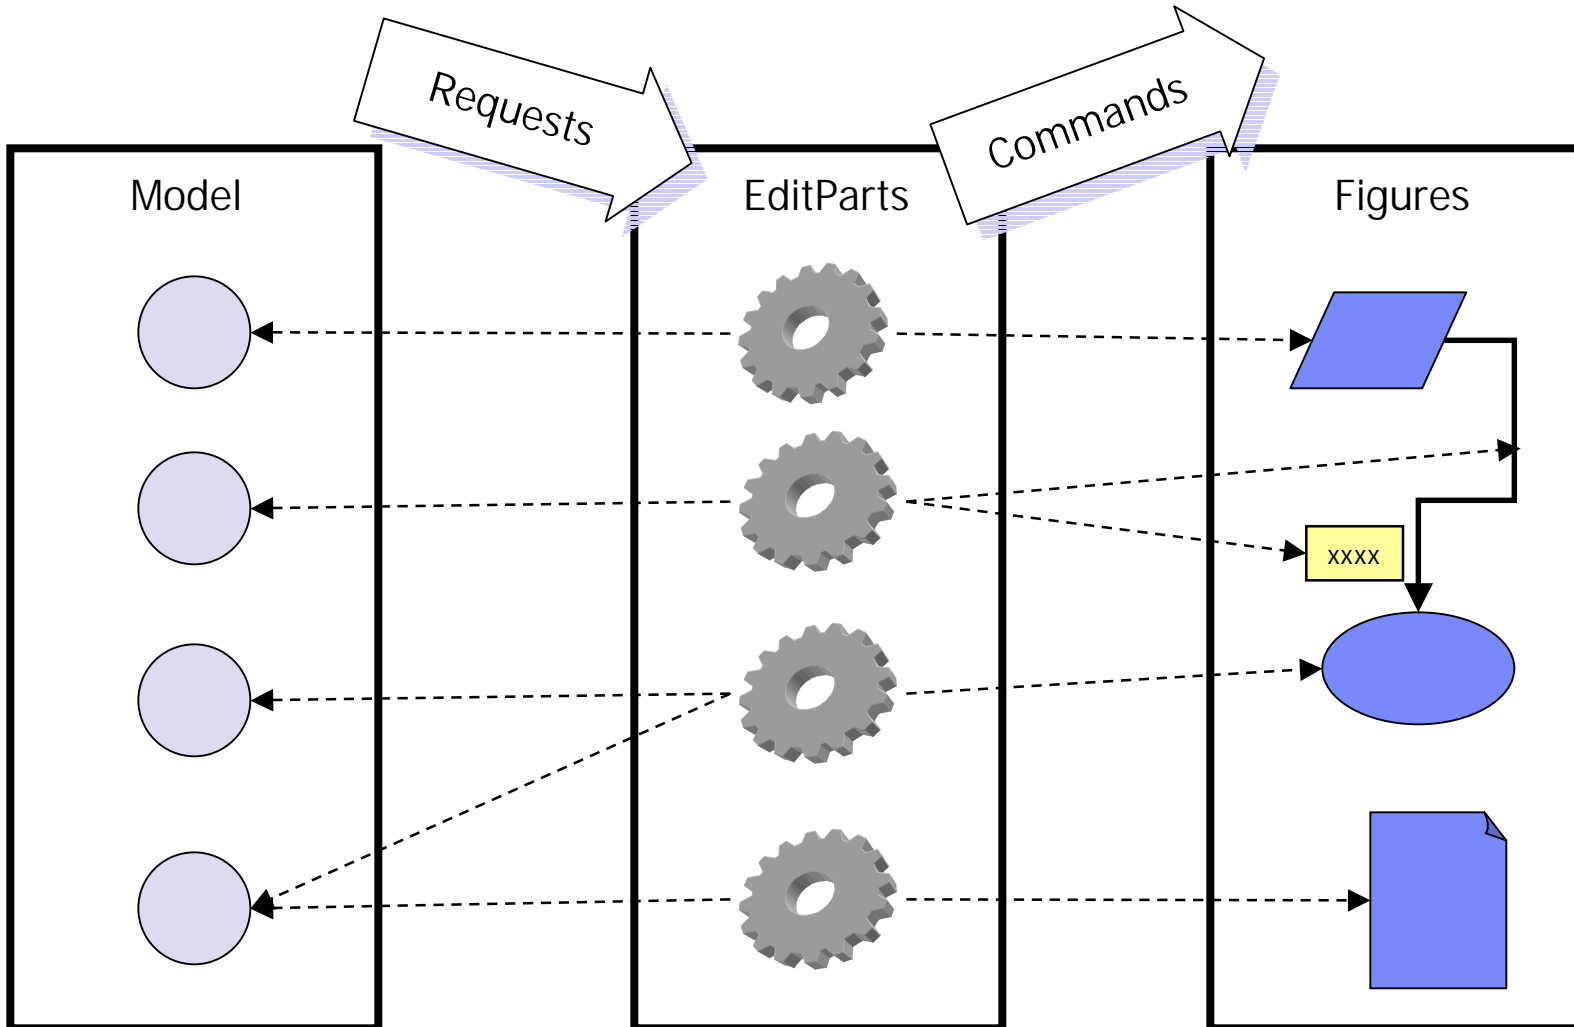 Requests
Commands
Model
EditParts
Figures
xxxx